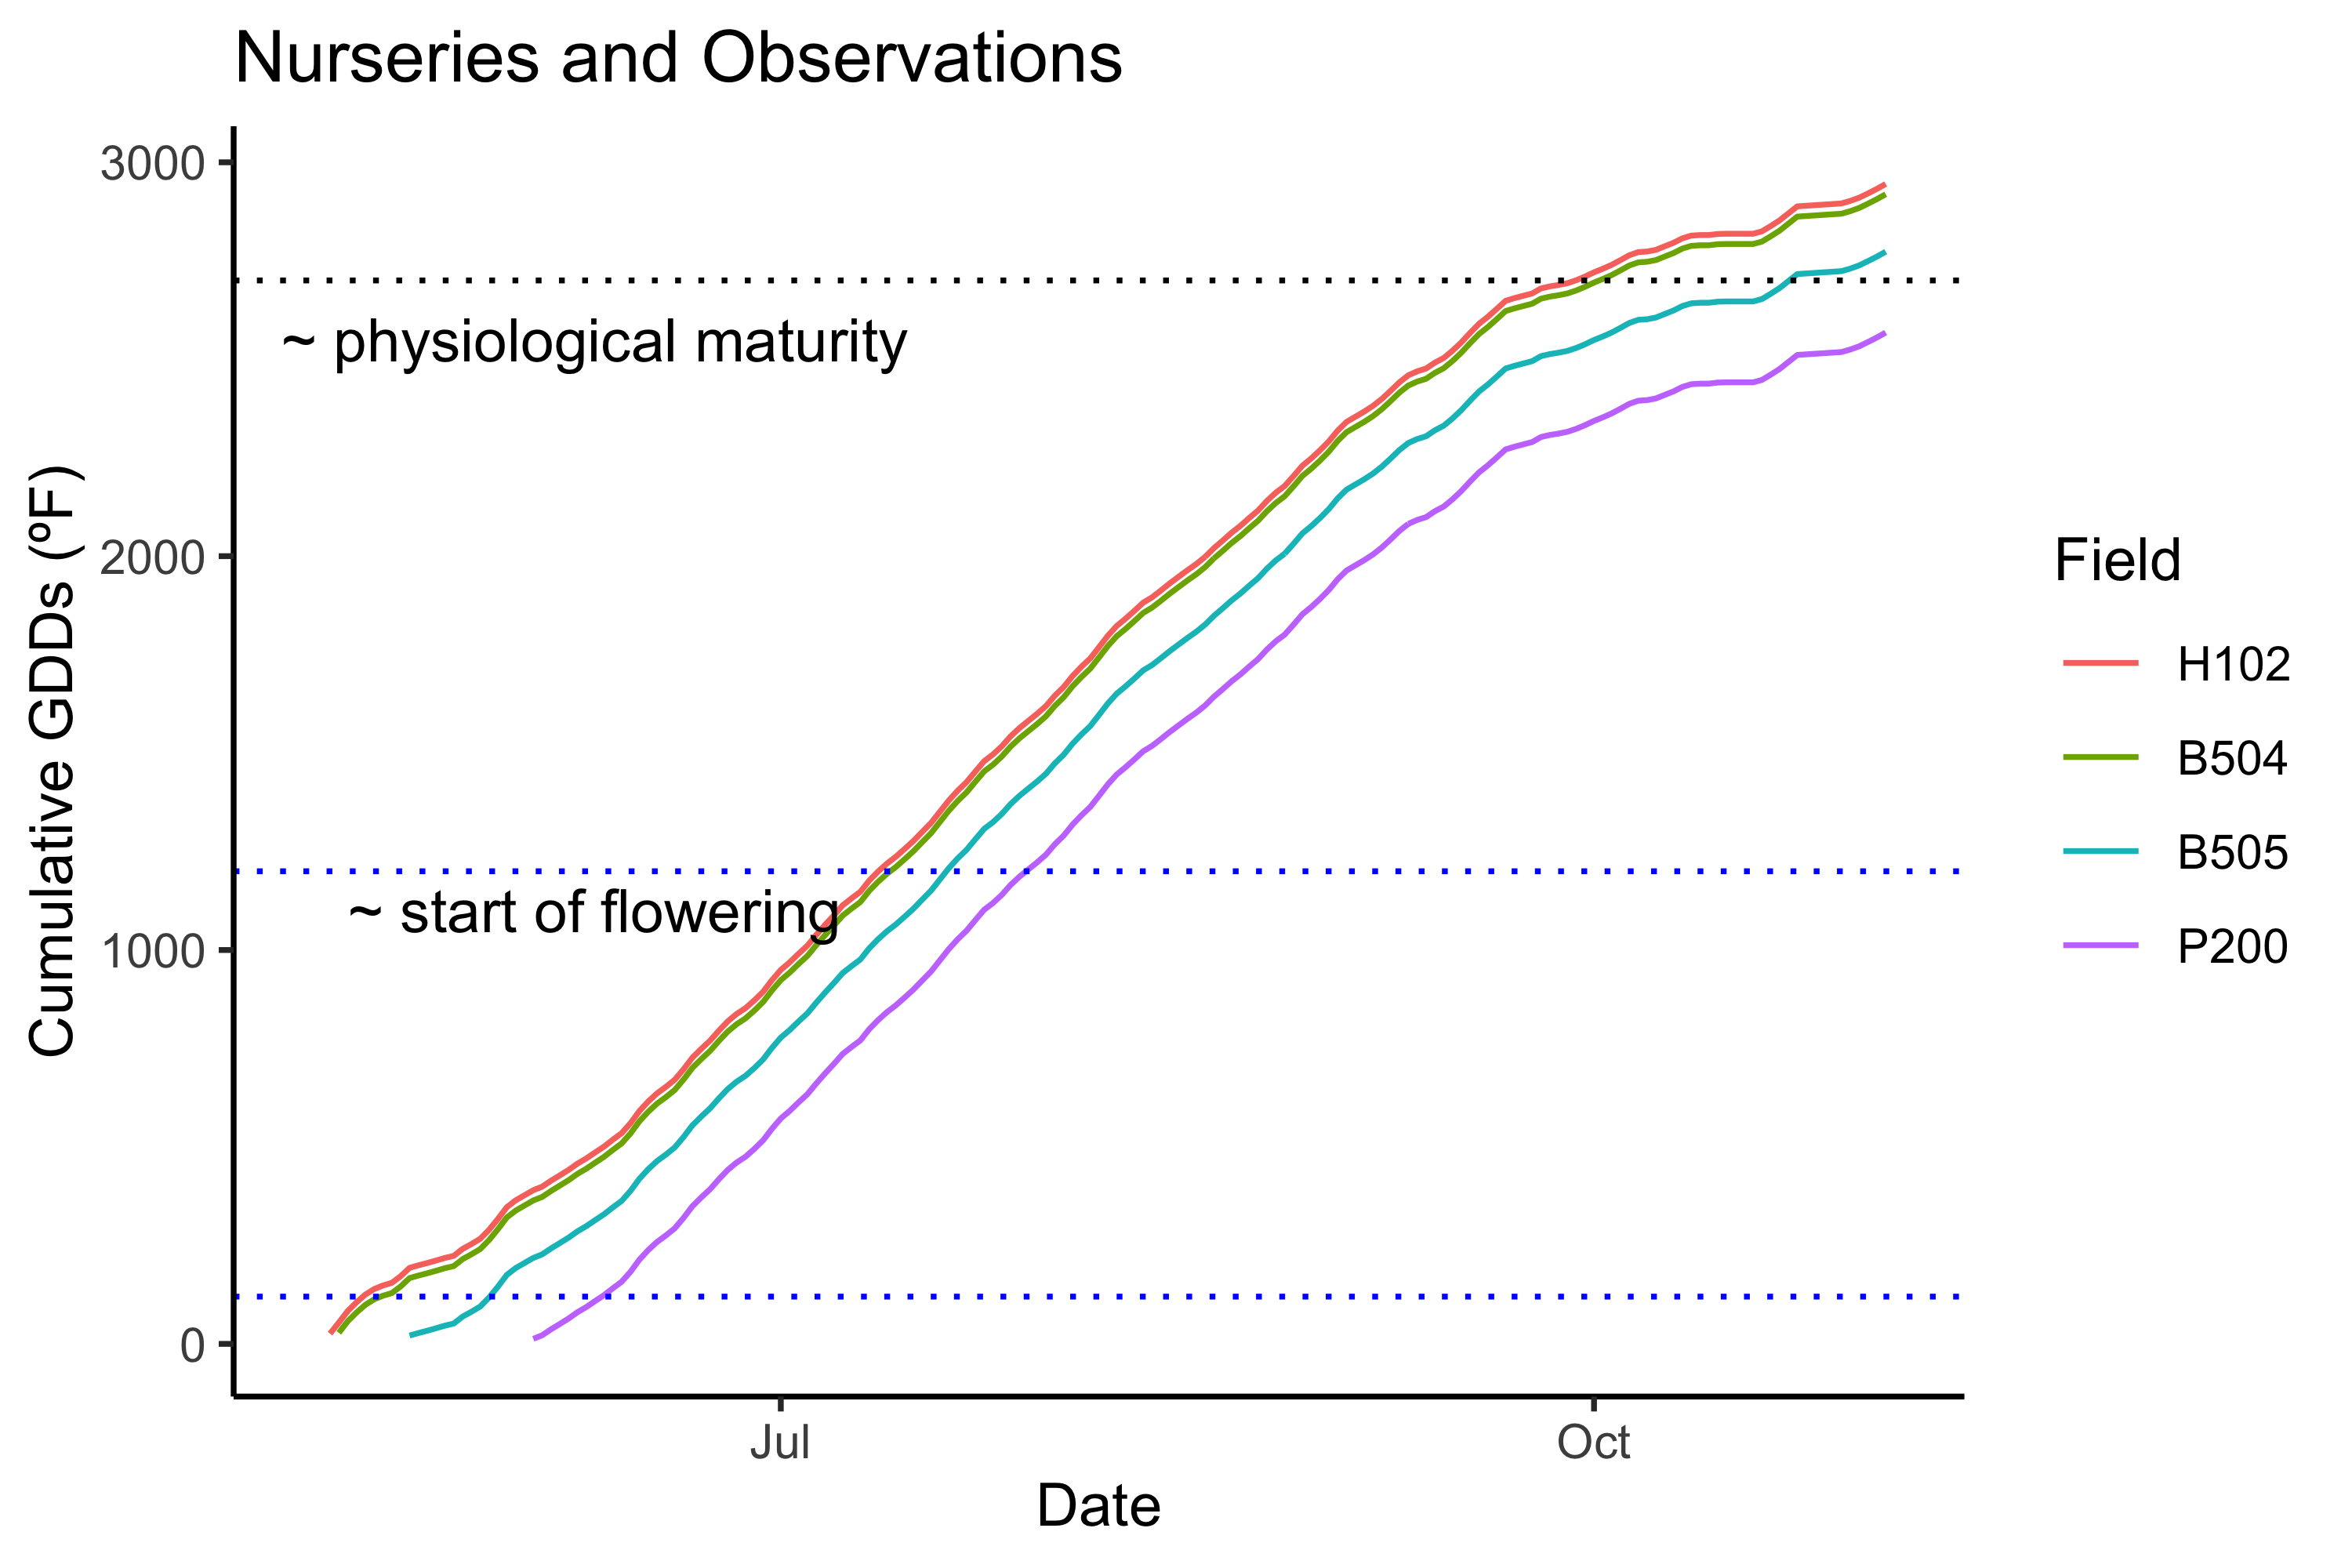 Nurseries and Observations
Cumulative GDDs (ºF)
3000
2000
1000
0
~ physiological maturity
~ start of flowering
Jul
Oct
Date
Field
H102
B504
B505
P200